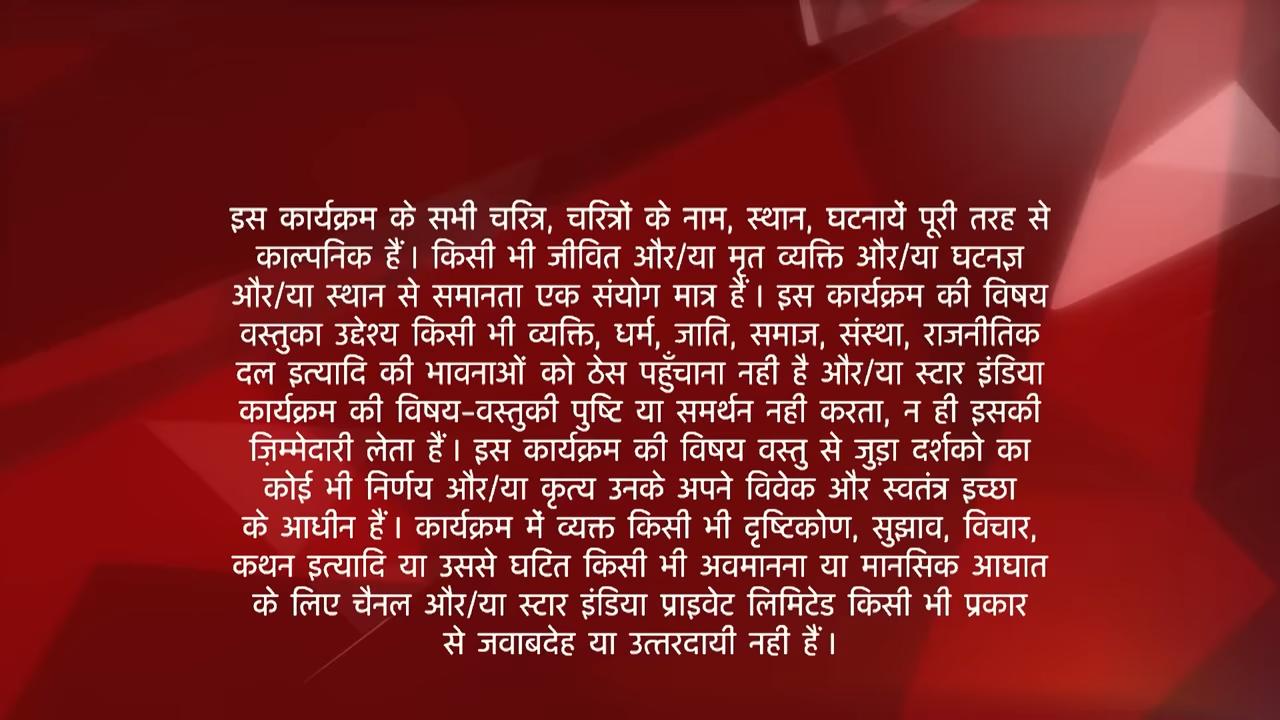 इस कार्यक्रम के सभी चरित्र, चरित्रों के नाम, स्थान, घटनायें पूरी तरह से
काल्पनिक हैं। किसी भी जीवित और/या मृत व्यक्ति और/या घटनज्ञ
और/या स्थान से समानता एक संयोग मात्र हैं। इस कार्यक्रम की विषय
वस्तुका उद्देश्य किसी भी व्यक्ति, धर्म, जाति, समाज, संस्था, राजनीतिक
दल इत्यादि की भावनाओं को ठेस पहुँचाना नही है और/या स्टार इंडिया
कार्यक्रम की विषय-वस्तुकी पुष्टि या समर्थन नही करता, न ही इसकी
ज़िम्मेदारी लेता हैं। इस कार्यक्रम की विषय वस्तु से जुड़ा दर्शको का
कोई भी निर्णय और/या कृत्य उनके अपने विवेक और स्वतंत्र इच्छा
के आधीन हैं। कार्यक्रम में व्यक्त किसी भी दृष्टिकोण, सुझाव, विचार,
कथन इत्यादि या उससे घटित किसी भी अवमानना या मानसिक आघात
के लिए चैनल और/या स्टार इंडिया प्राइवेट लिमिटेड किसी भी प्रकार
से जवाबदेह या उत्तरदायी नही हैं।